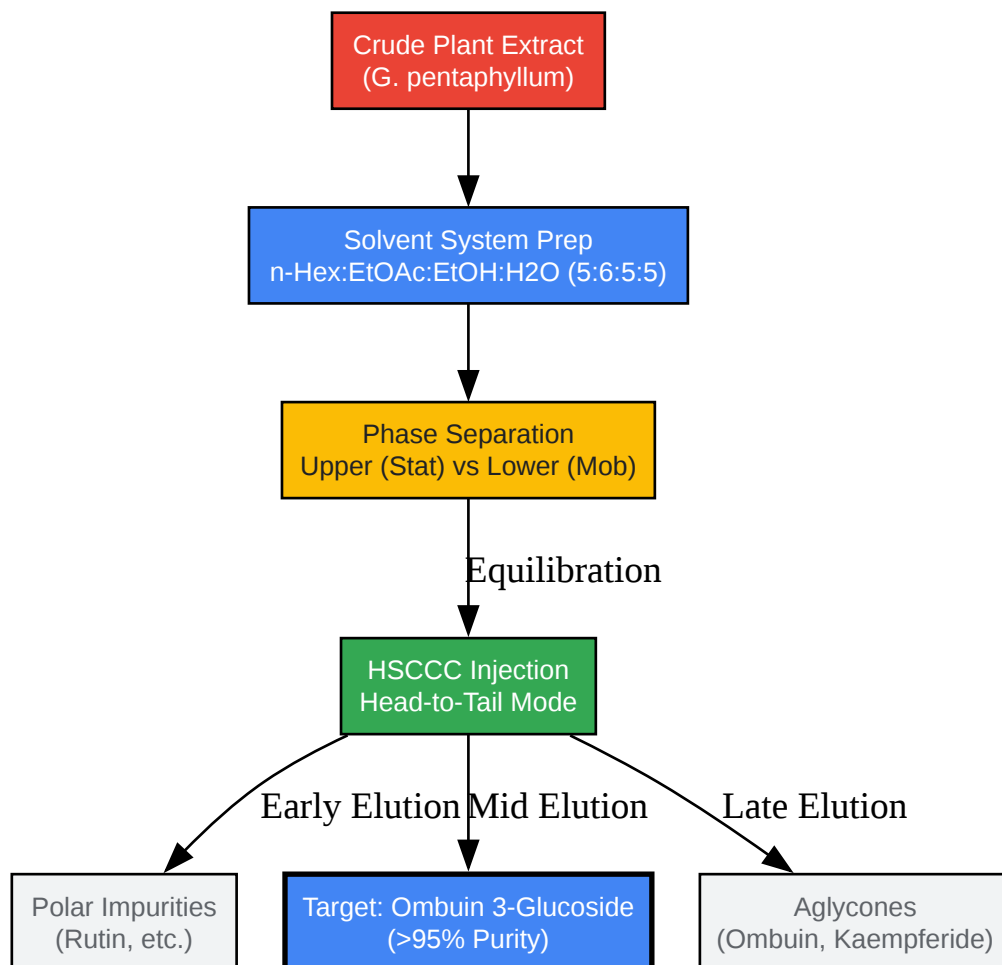 Crude Plant Extract
(G. pentaphyllum)
Solvent System Prep
n-Hex:EtOAc:EtOH:H2O (5:6:5:5)
Phase Separation
Upper (Stat) vs Lower (Mob)
Equilibration
HSCCC Injection
Head-to-Tail Mode
Early Elution
Mid Elution
Late Elution
Polar Impurities
(Rutin, etc.)
Target: Ombuin 3-Glucoside
(>95% Purity)
Aglycones
(Ombuin, Kaempferide)